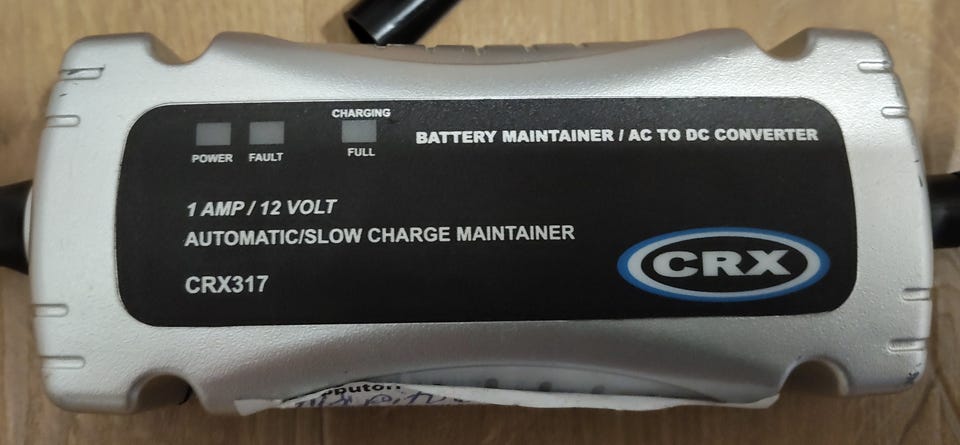 CHARGING
POWER FAULT FULL
BATTERY MAINTAINER / AC TO DC CONVERTER
1 AMP / 12 VOLT
AUTOMATIC/SLOW CHARGE MAINTAINER
CRX317
CRX